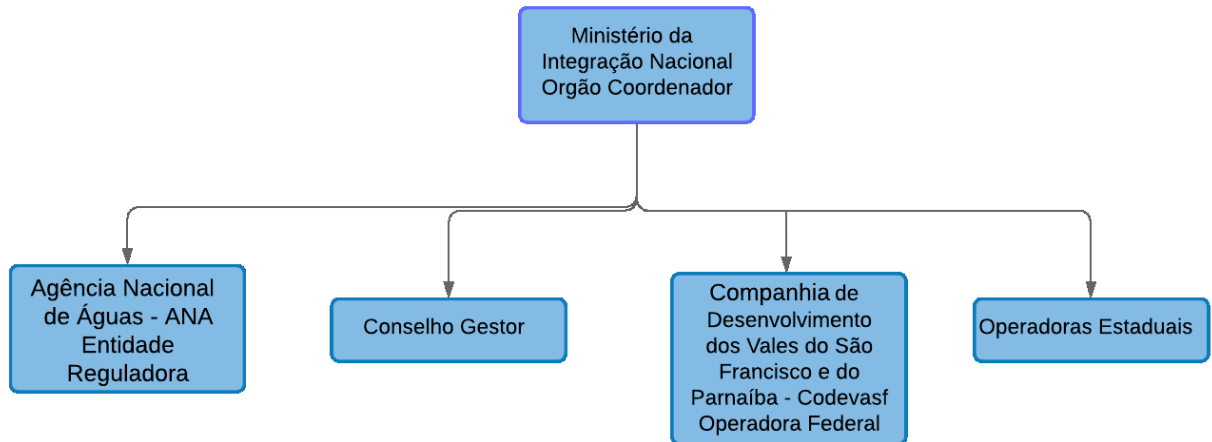 Ministério da
Integração Nacional
Orgão Coordenador
Agência Nacional
de Águas - ANA
Entidade
Reguladora
Conselho Gestor
Companhia de
Desenvolvimento
dos Vales do São
Francisco e do
Parnaíba - Codevasf
Operadora Federal
Operadoras Estaduais